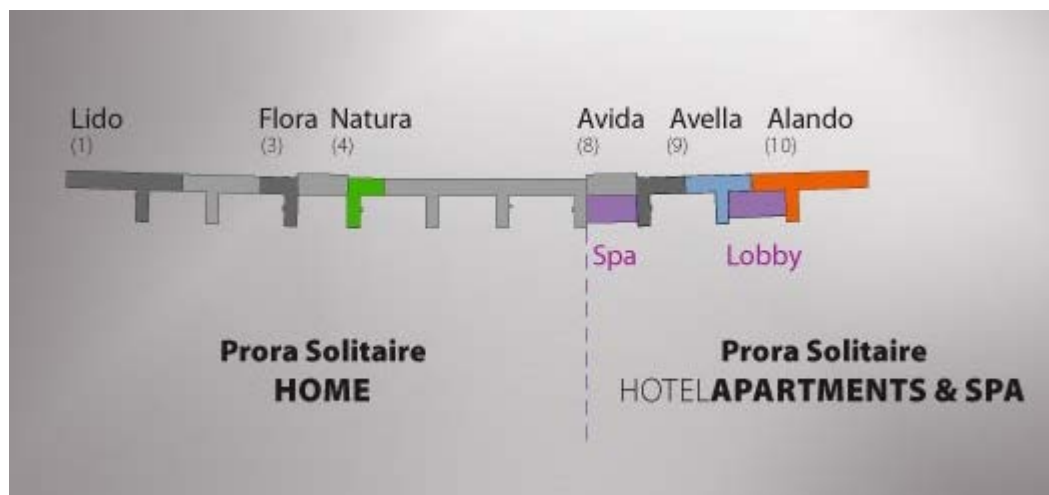 Lido Flora Natura Avida Avella Alando
(1) (3) (4) (8) (9) (10)
Spa Lobby
Prora Solitaire
HOME
Prora Solitaire
HOTELAPARTMENTS & SPA